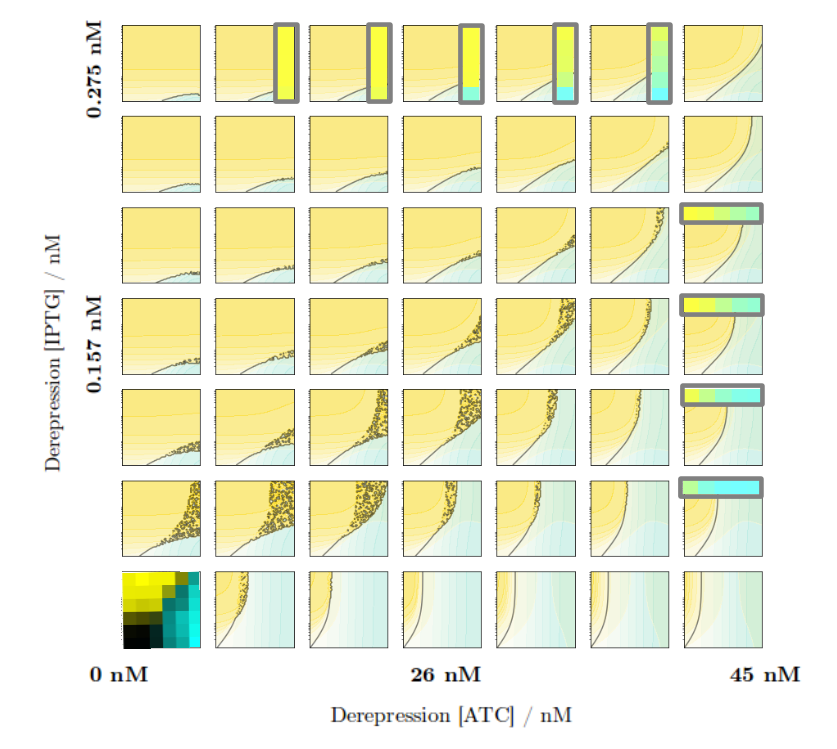 0.275 nM
Derepression [IPTG] / nM
0.157 nM
0 nM
26 nM
45 nM
Derepression [ATC] / nM